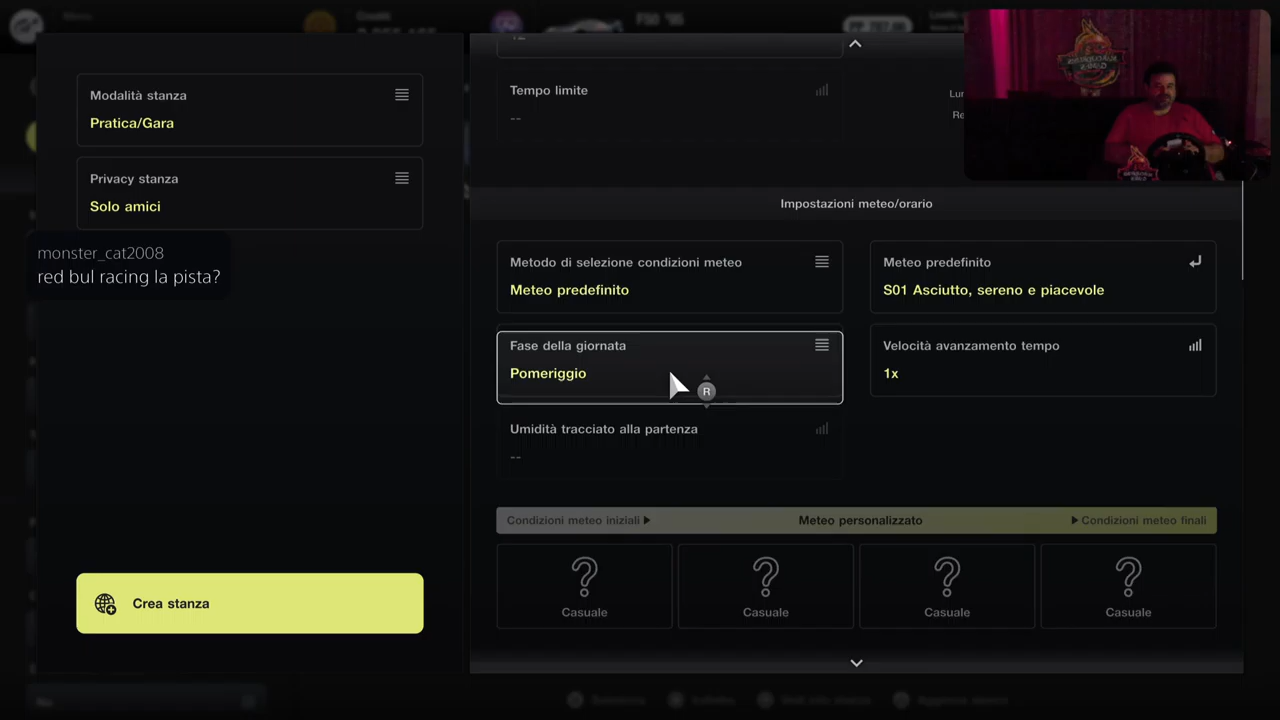 F50 '95
Modalità stanza
Pratica/Gara
Privacy stanza
Solo amici
monster_cat2008
red bul racing la pista?
Crea stanza
Tempo limite
--
Impostazioni meteo/orario
Metodo di selezione condizioni meteo
Meteo predefinito
Meteo predefinito
S01 Asciutto, sereno e piacevole
Fase della giornata
Pomeriggio
R
Velocità avanzamento tempo
1x
Umidità tracciato alla partenza
--
Condizioni meteo iniziali
Meteo personalizzato
Condizioni meteo finali
Casuale
Casuale
Casuale
Casuale